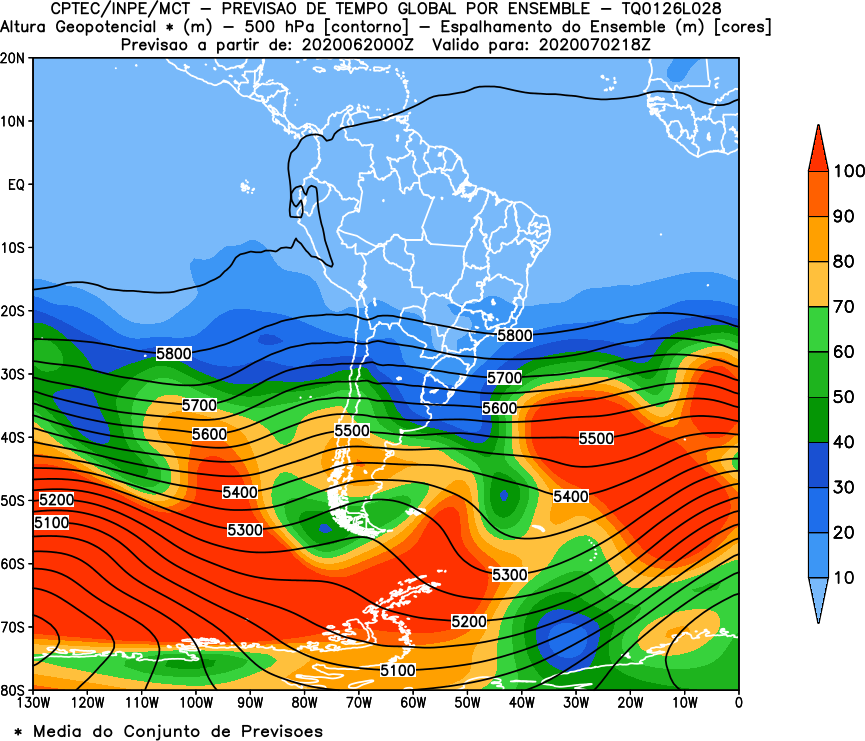 CPTEC/INPE/MCT - PREVISAO DE TEMPO GLOBAL POR ENSEMBLE - TQ0126L028
Altura Geopotencial * (m) - 500 hPa [contorno] - Espalhamento do Ensemble (m) [cores]
Previsao a partir de: 2020062000Z Valido para: 2020070218Z
20N
10N
EQ
10S
20S
30S
40S
50S
60S
70S
80S
130W 120W 110W 100W 90W 80W 70W 60W 50W 40W 30W 20W 10W 0
5800
5800
5700
5700
5600
5600
5500
5500
5400
5400
5200
5100
5300
5300
5200
5100
100
90
80
70
60
50
40
30
20
10
* Media do Conjunto de Previsoes